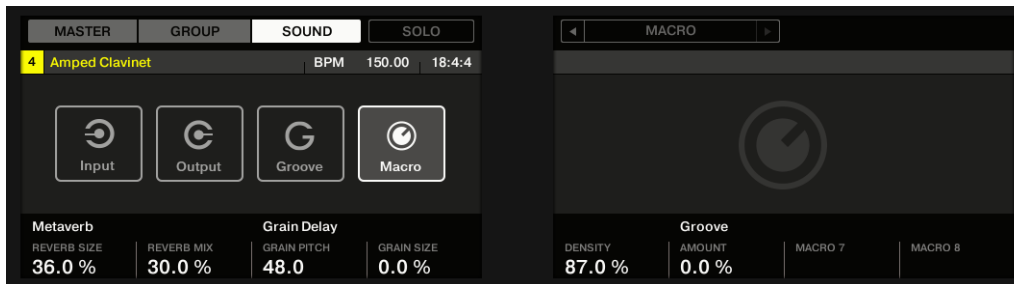 MASTER GROUP SOUND SOLO
MACRO
4 Amped Clavinet BPM 150.00 18:4:4
Input Output Groove Macro
Metaverb Grain Delay
Groove
REVERB SIZE REVERB MIX GRAIN PITCH GRAIN SIZE
DENSITY AMOUNT MACRO 7 MACRO 8
36.0 % 30.0 % 48.0 0.0 %
87.0 % 0.0 %